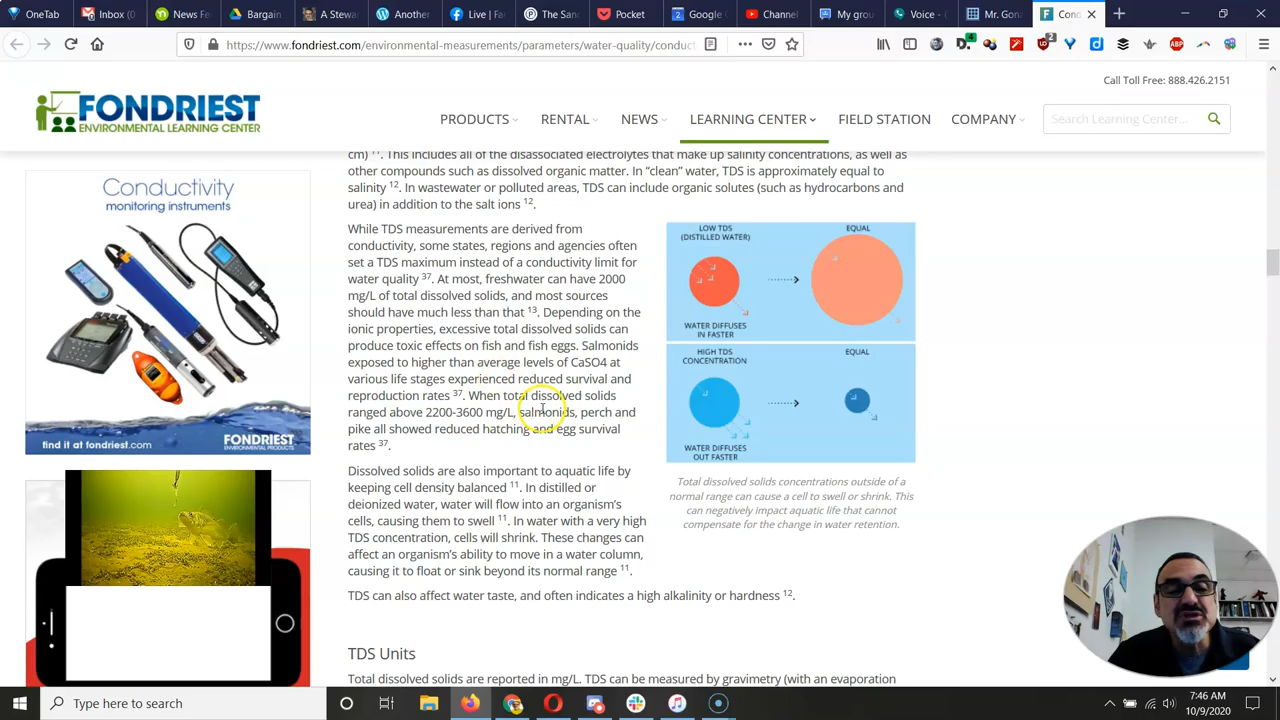 OneTab
Inbox
News Fe
Bargain
A Stew
Another
Live | Fa
The San
Pocket
Google
Channel
My grou
Voice -
Mr. Gon
Cond
https://www.fondriest.com/environmental-measurements/parameters/water-quality/conduct
Call Toll Free: 888.426.2151
FONDRIEST
ENVIRONMENTAL LEARNING CENTER
PRODUCTS
RENTAL
NEWS
LEARNING CENTER
FIELD STATION
COMPANY
Search Learning Center...
cm) 11. This includes all of the disassociated electrolytes that make up salinity concentrations, as well as
other compounds such as dissolved organic matter. In “clean” water, TDS is approximately equal to
salinity 12. In wastewater or polluted areas, TDS can include organic solutes (such as hydrocarbons and
urea) in addition to the salt ions 12.
While TDS measurements are derived from
conductivity, some states, regions and agencies often
set a TDS maximum instead of a conductivity limit for
water quality 37. At most, freshwater can have 2000
mg/L of total dissolved solids, and most sources
should have much less than that 13. Depending on the
ionic properties, excessive total dissolved solids can
produce toxic effects on fish and fish eggs. Salmonids
exposed to higher than average levels of CaSO4 at
various life stages experienced reduced survival and
reproduction rates 37. When total dissolved solids
ranged above 2200-3600 mg/L, salmonids, perch and
pike all showed reduced hatching and egg survival
rates 37.
Dissolved solids are also important to aquatic life by
keeping cell density balanced 11. In distilled or
deionized water, water will flow into an organism’s
cells, causing them to swell 11. In water with a very high
TDS concentration, cells will shrink. These changes can
affect an organism’s ability to move in a water column,
causing it to float or sink beyond its normal range 11.
TDS can also affect water taste, and often indicates a high alkalinity or hardness 12.
TDS Units
Total dissolved solids are reported in mg/L. TDS can be measured by gravimetry (with an evaporation
LOW TDS
(DISTILLED WATER)
EQUAL
WATER DIFFUSES
IN FASTER
HIGH TDS
CONCENTRATION
EQUAL
WATER DIFFUSES
OUT FASTER
Total dissolved solids concentrations outside of a
normal range can cause a cell to swell or shrink. This
can negatively impact aquatic life that cannot
compensate for the change in water retention.
Conductivity
monitoring instruments
find it at fondriest.com
FONDRIEST
Type here to search
7:46 AM
10/9/2020